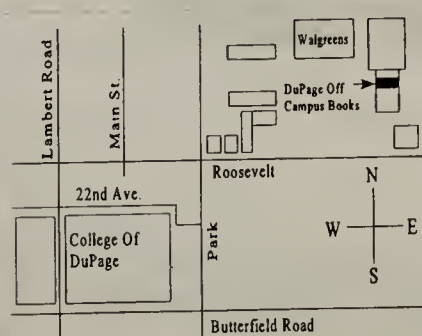 Lambert Road
Main St.
Park
Walgreens
DuPage Off
Campus Books
Roosevelt
22nd Ave.
College Of
DuPage
N
W
E
S
Butterfield Road